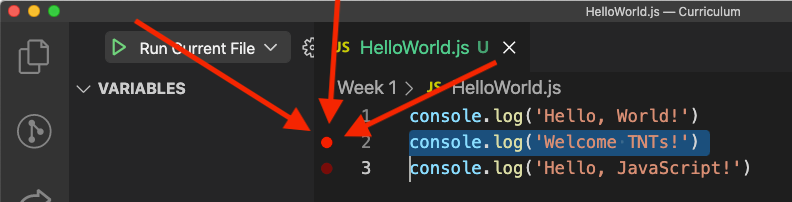 HelloWorld.js — Curriculum
Run Current File
JS HelloWorld.js U
VARIABLES
Week 1 > JS HelloWorld.js
1 console.log('Hello, World!')
2 console.log('Welcome·TNTs!')
3 console.log('Hello, JavaScript!')